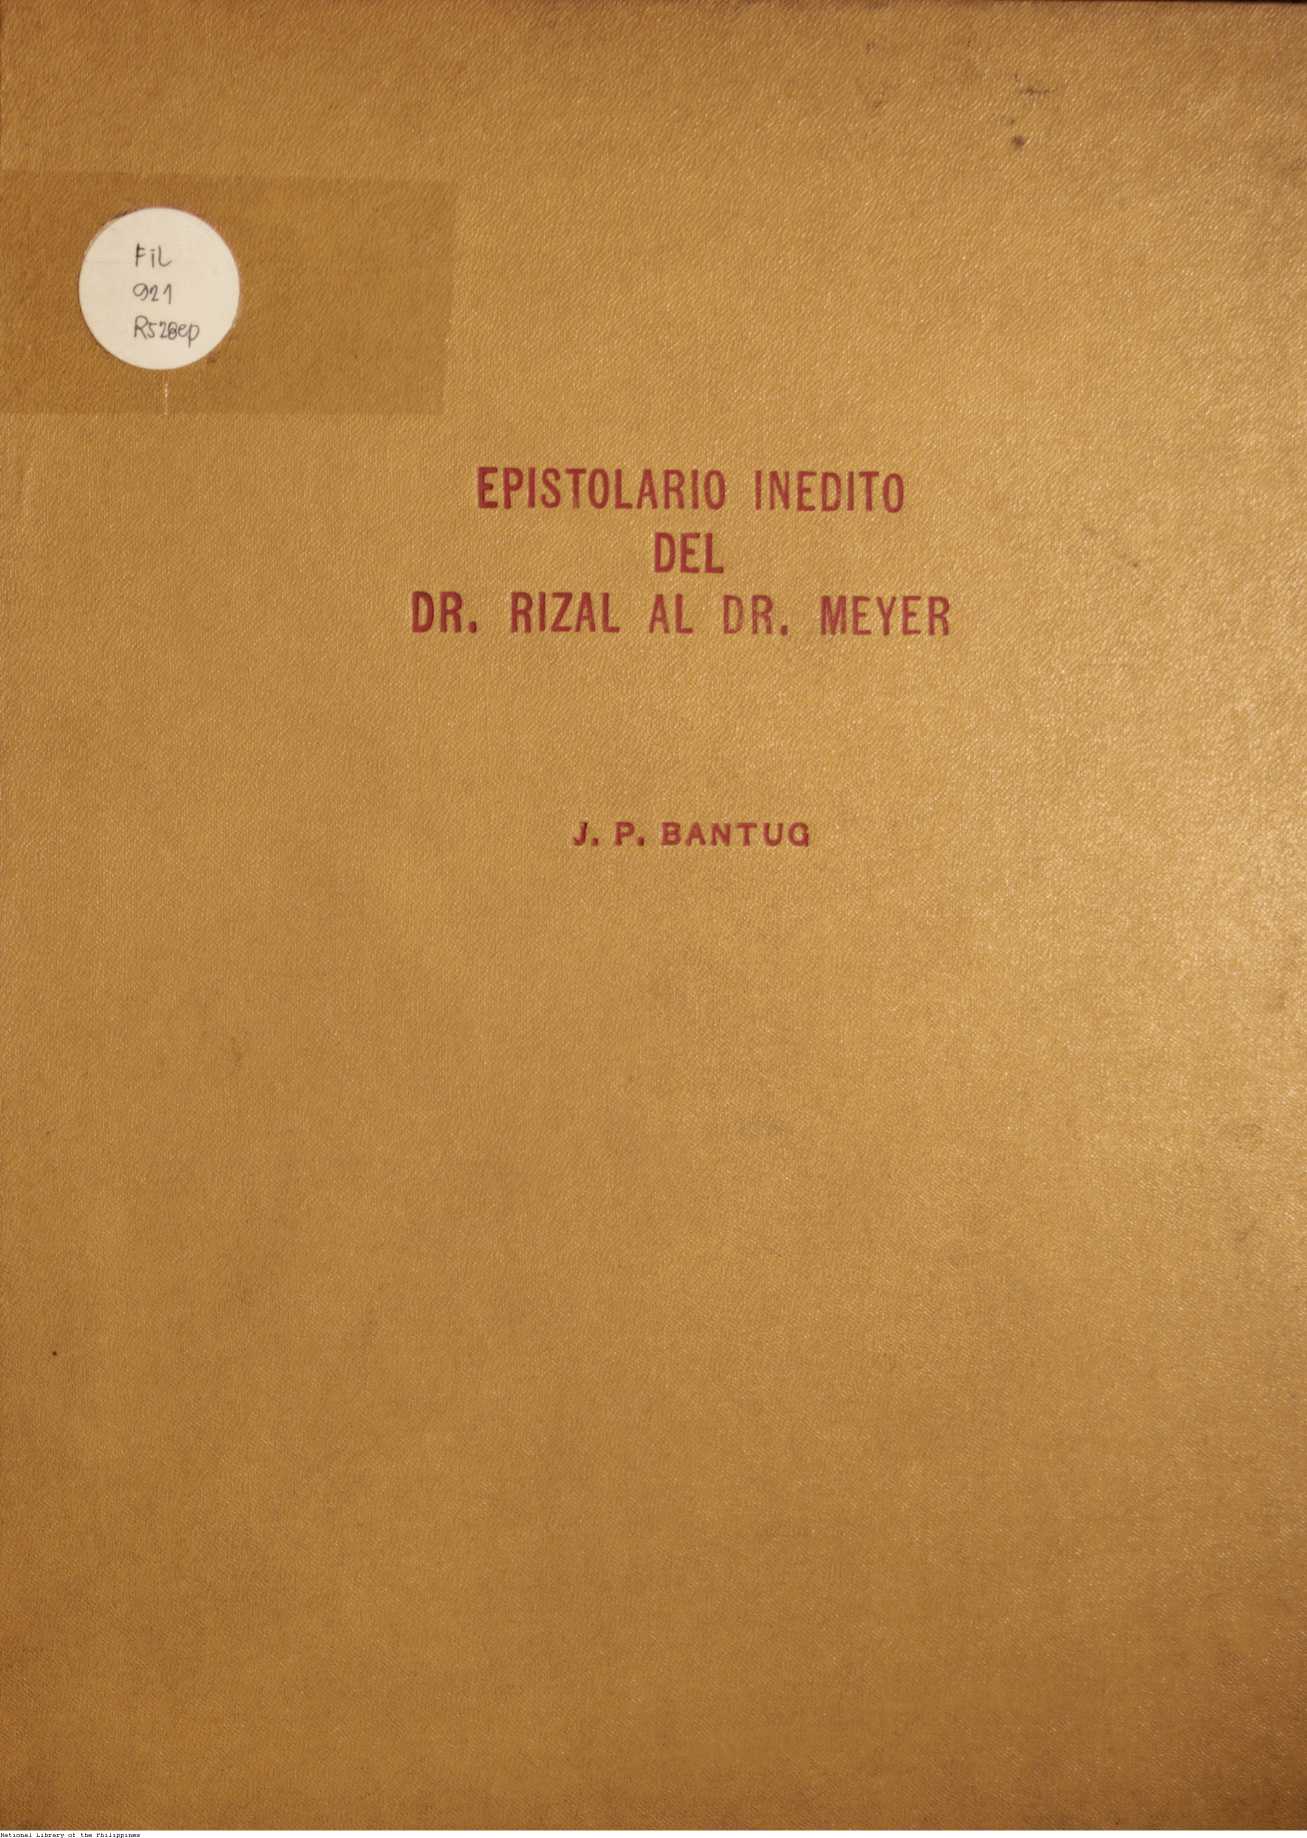 FiL
921
R528ep
EPISTOLARIO INEDITO
DEL
DR. RIZAL AL DR. MEYER
J. P. BANTUG
National Library of the Philippines